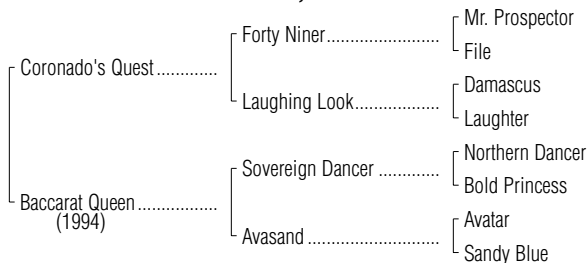 Mr. Prospector
Forty Niner
File
Coronado's Quest
Damascus
Laughing Look
Laughter
Northern Dancer
Sovereign Dancer
Bold Princess
Baccarat Queen
(1994)
Avatar
Avasand
Sandy Blue